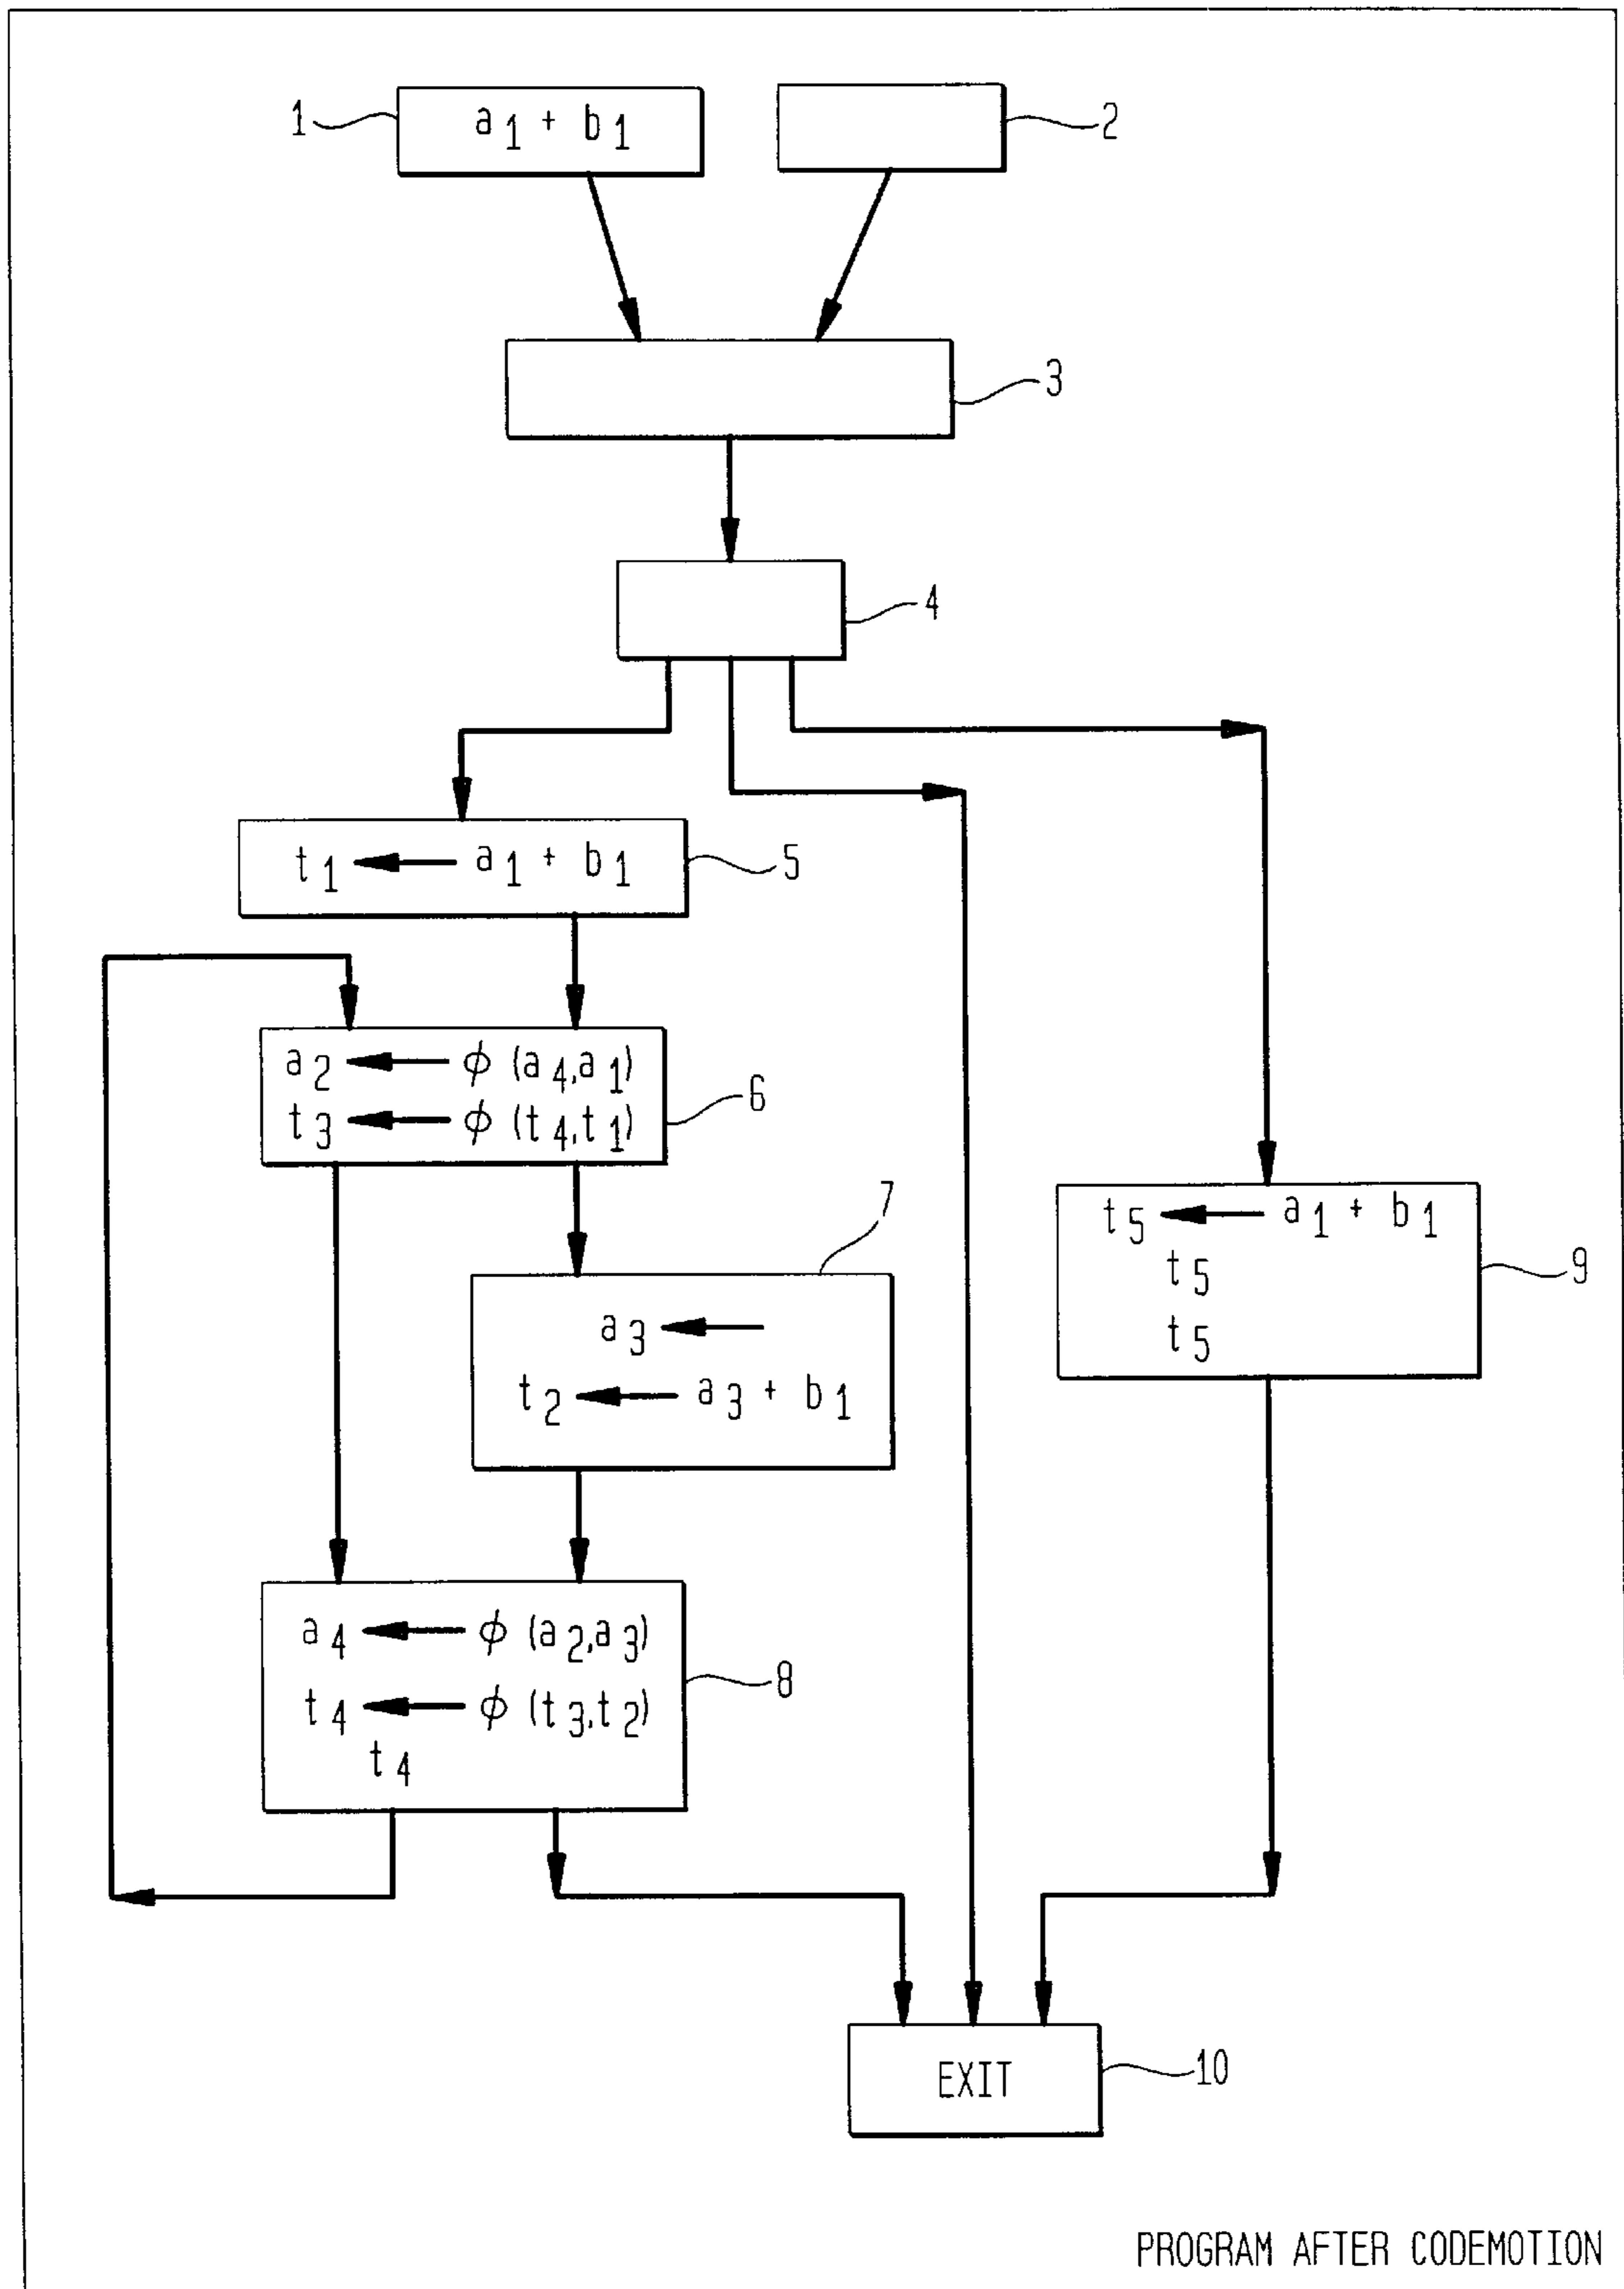 1
a₁ + b₁
2
3
4
t₁ ← a₁ + b₁
5
a₂ ← ϕ (a₄,a₁)
t₃ ← ϕ (t₄,t₁)
6
7
a₃ ←
t₂ ← a₃ + b₁
t₅ ← a₁ + b₁
t₅
t₅
9
a₄ ← ϕ (a₂,a₃)
t₄ ← ϕ (t₃,t₂)
t₄
8
EXIT
10
PROGRAM AFTER CODEMOTION